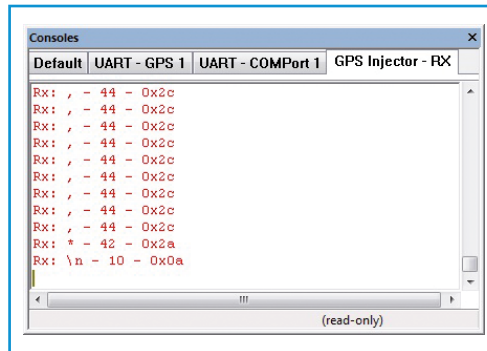 Consoles
Default UART - GPS 1 UART - COMPort 1 GPS Injector - RX
Rx: , - 44 - 0x2c
Rx: , - 44 - 0x2c
Rx: , - 44 - 0x2c
Rx: , - 44 - 0x2c
Rx: , - 44 - 0x2c
Rx: , - 44 - 0x2c
Rx: , - 44 - 0x2c
Rx: , - 44 - 0x2c
Rx: , - 44 - 0x2c
Rx: * - 42 - 0x2a
Rx: \n - 10 - 0x0a
(read-only)